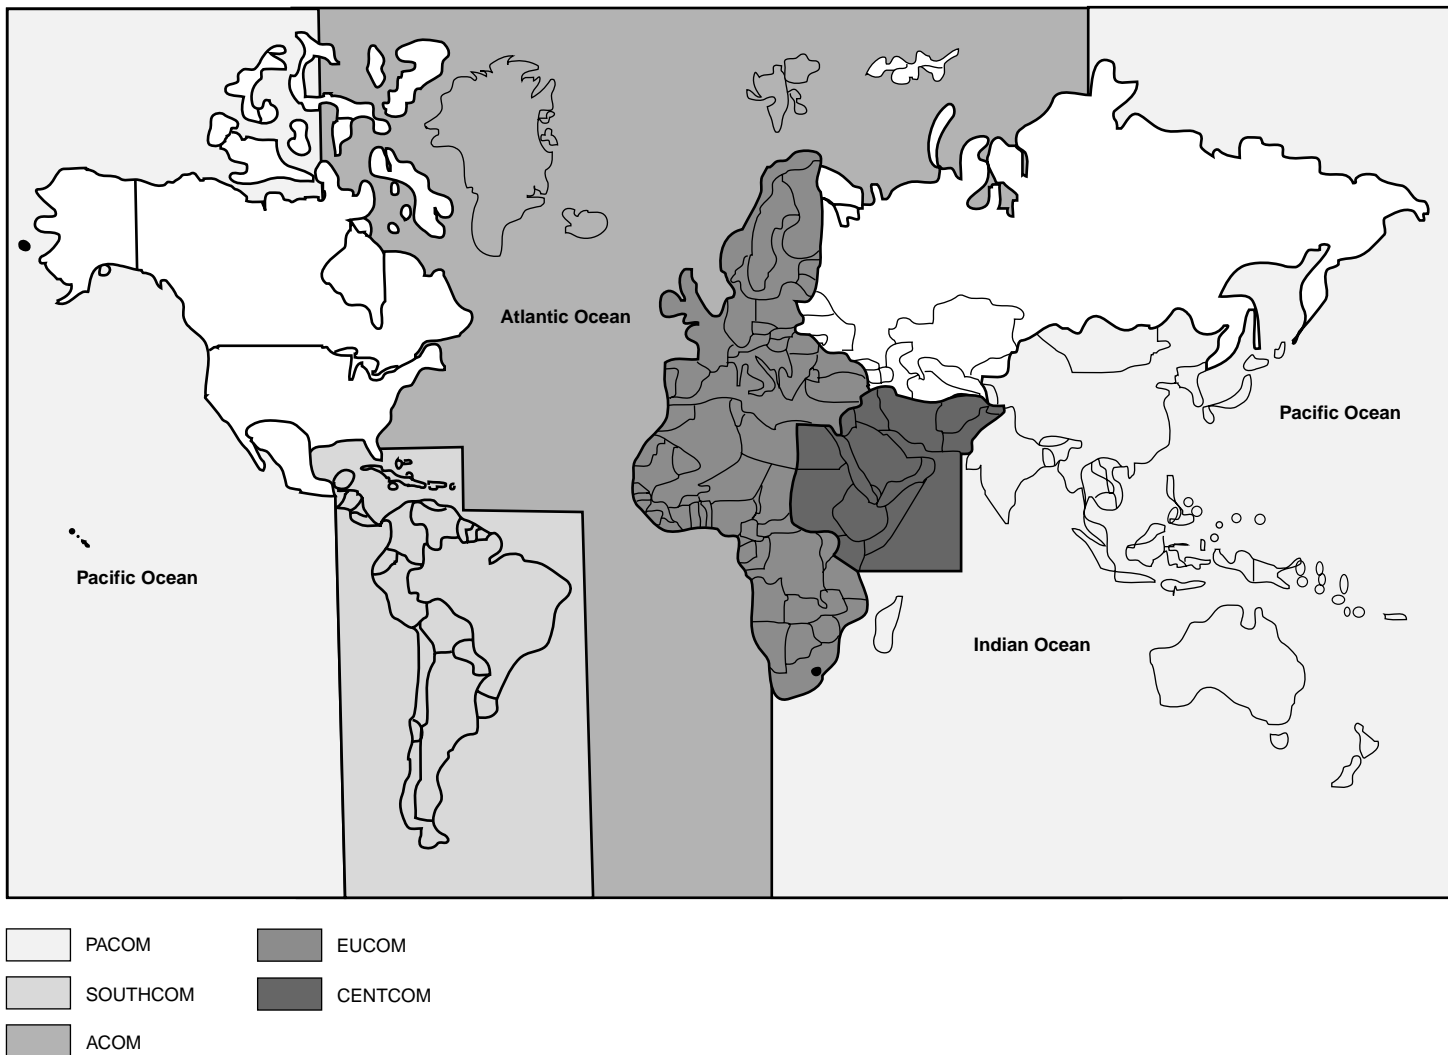 Atlantic Ocean
Pacific Ocean
Pacific Ocean
Indian Ocean
PACOM
EUCOM
SOUTHCOM
CENTCOM
ACOM